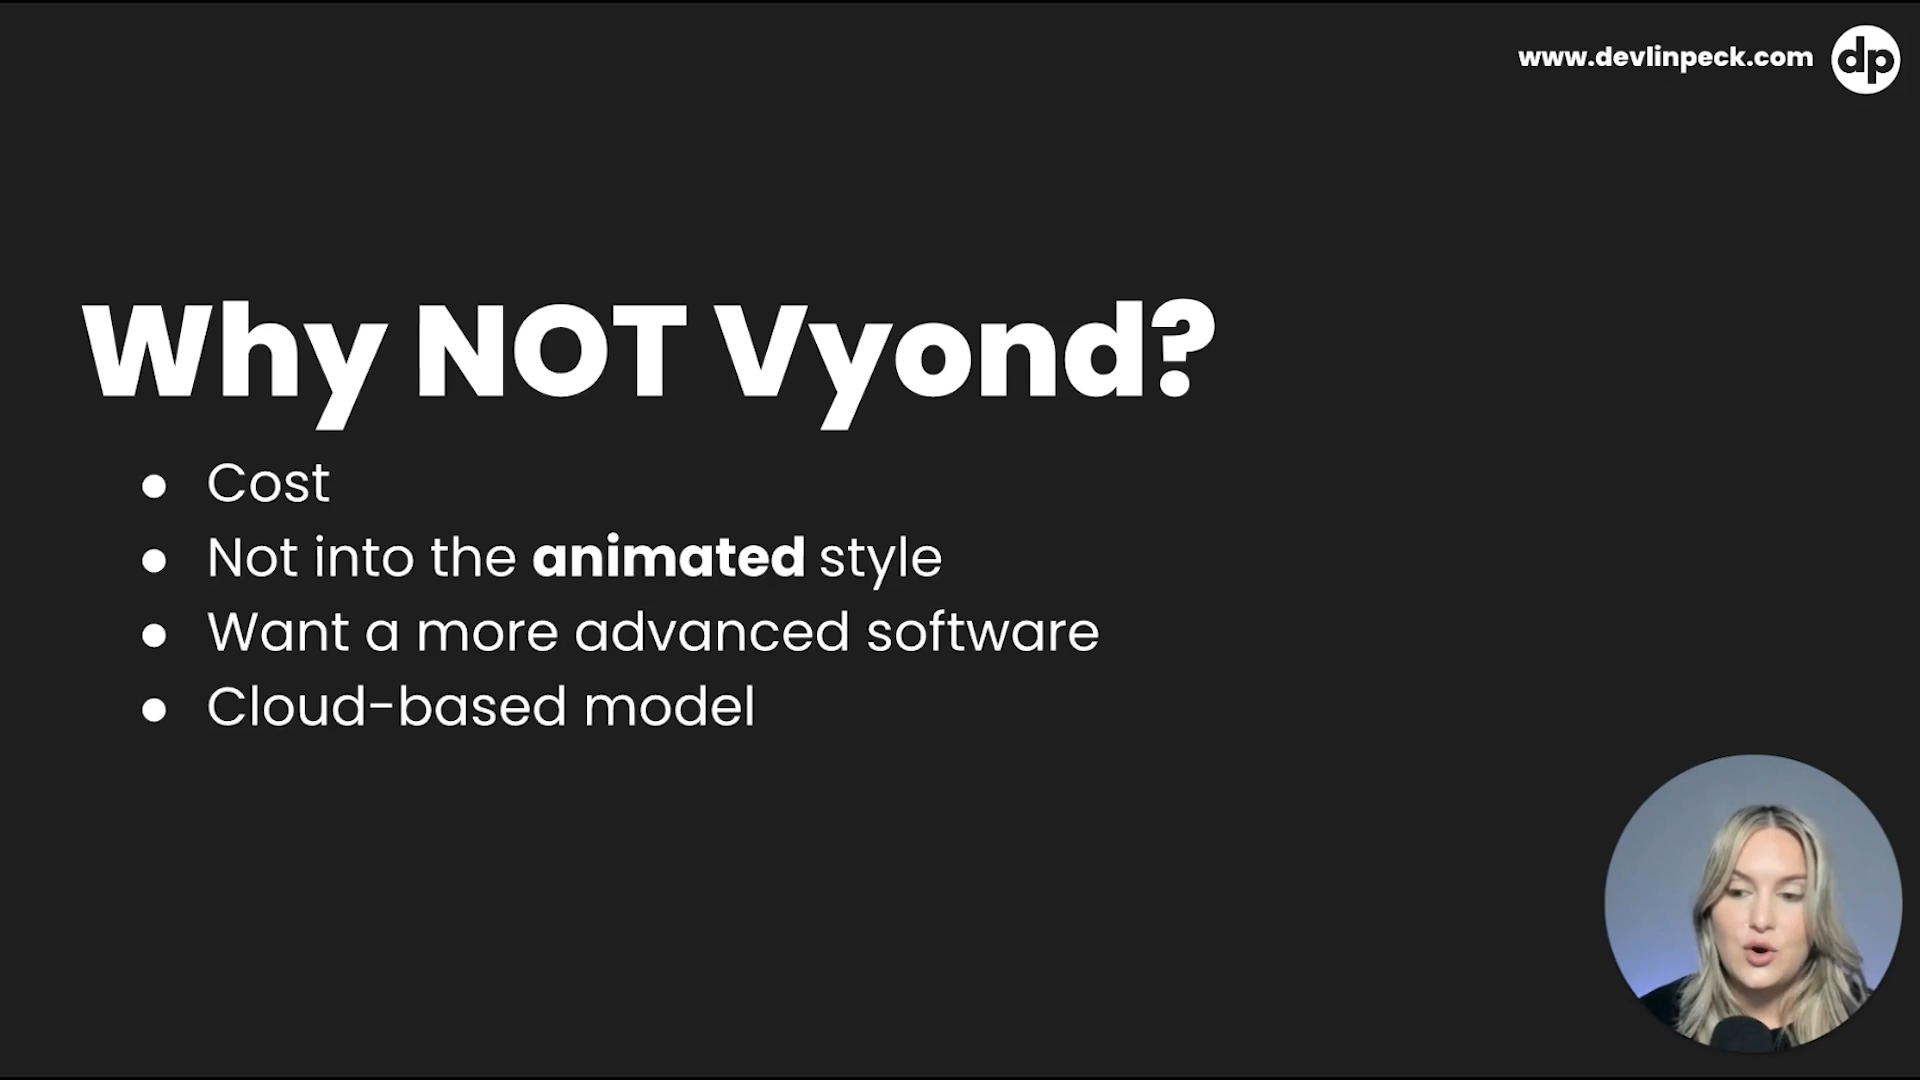 www.devlinpeck.com
dp
Why NOT Vyond?
● Cost
● Not into the animated style
● Want a more advanced software
● Cloud-based model